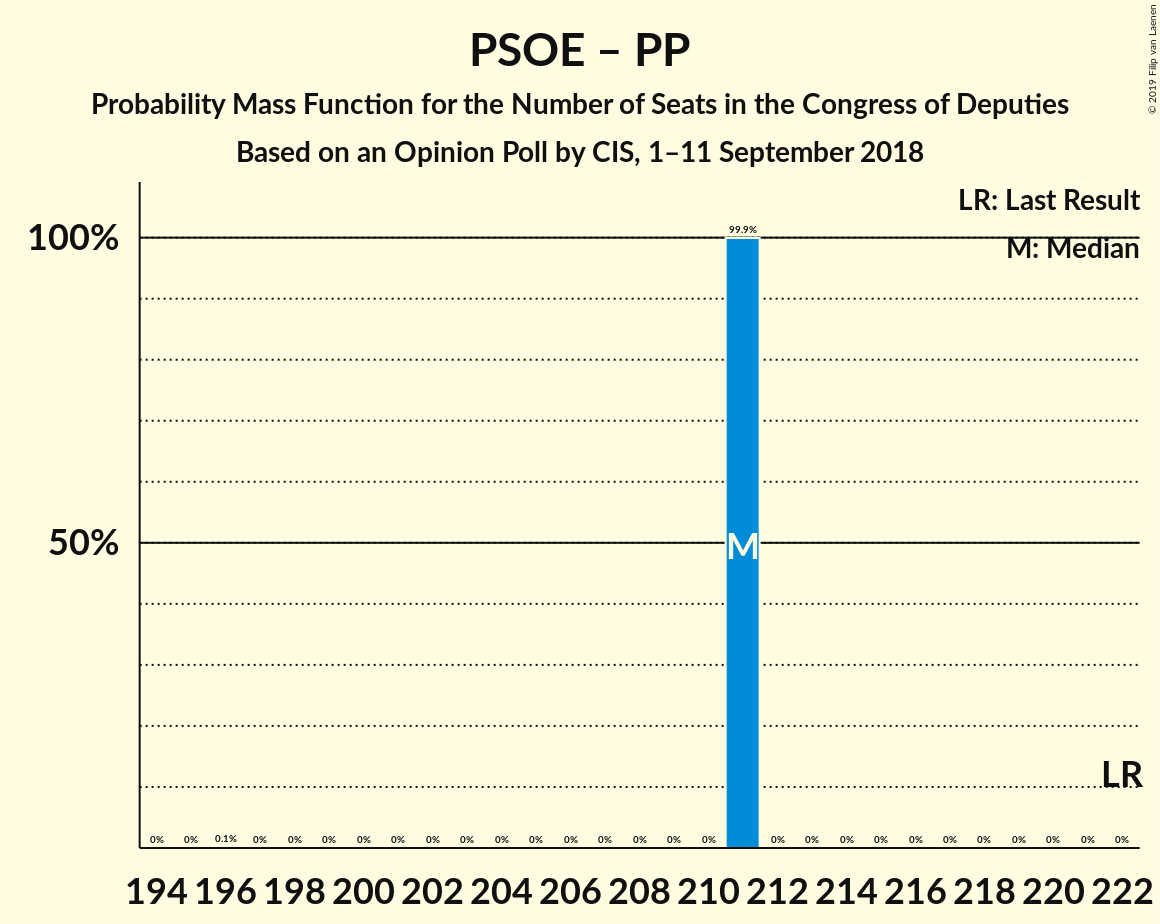 PSOE – PP
Probability Mass Function for the Number of Seats in the Congress of Deputies
Based on an Opinion Poll by CIS, 1–11 September 2018
© 2019 Filip van Laenen
LR: Last Result
M: Median
100%
99.9%
50%
M
LR
0% 0% 0.1% 0% 0% 0% 0% 0% 0% 0% 0% 0% 0% 0% 0% 0% 0% 0% 0% 0% 0% 0% 0% 0% 0% 0% 0% 0%
194 196 198 200 202 204 206 208 210 212 214 216 218 220 222